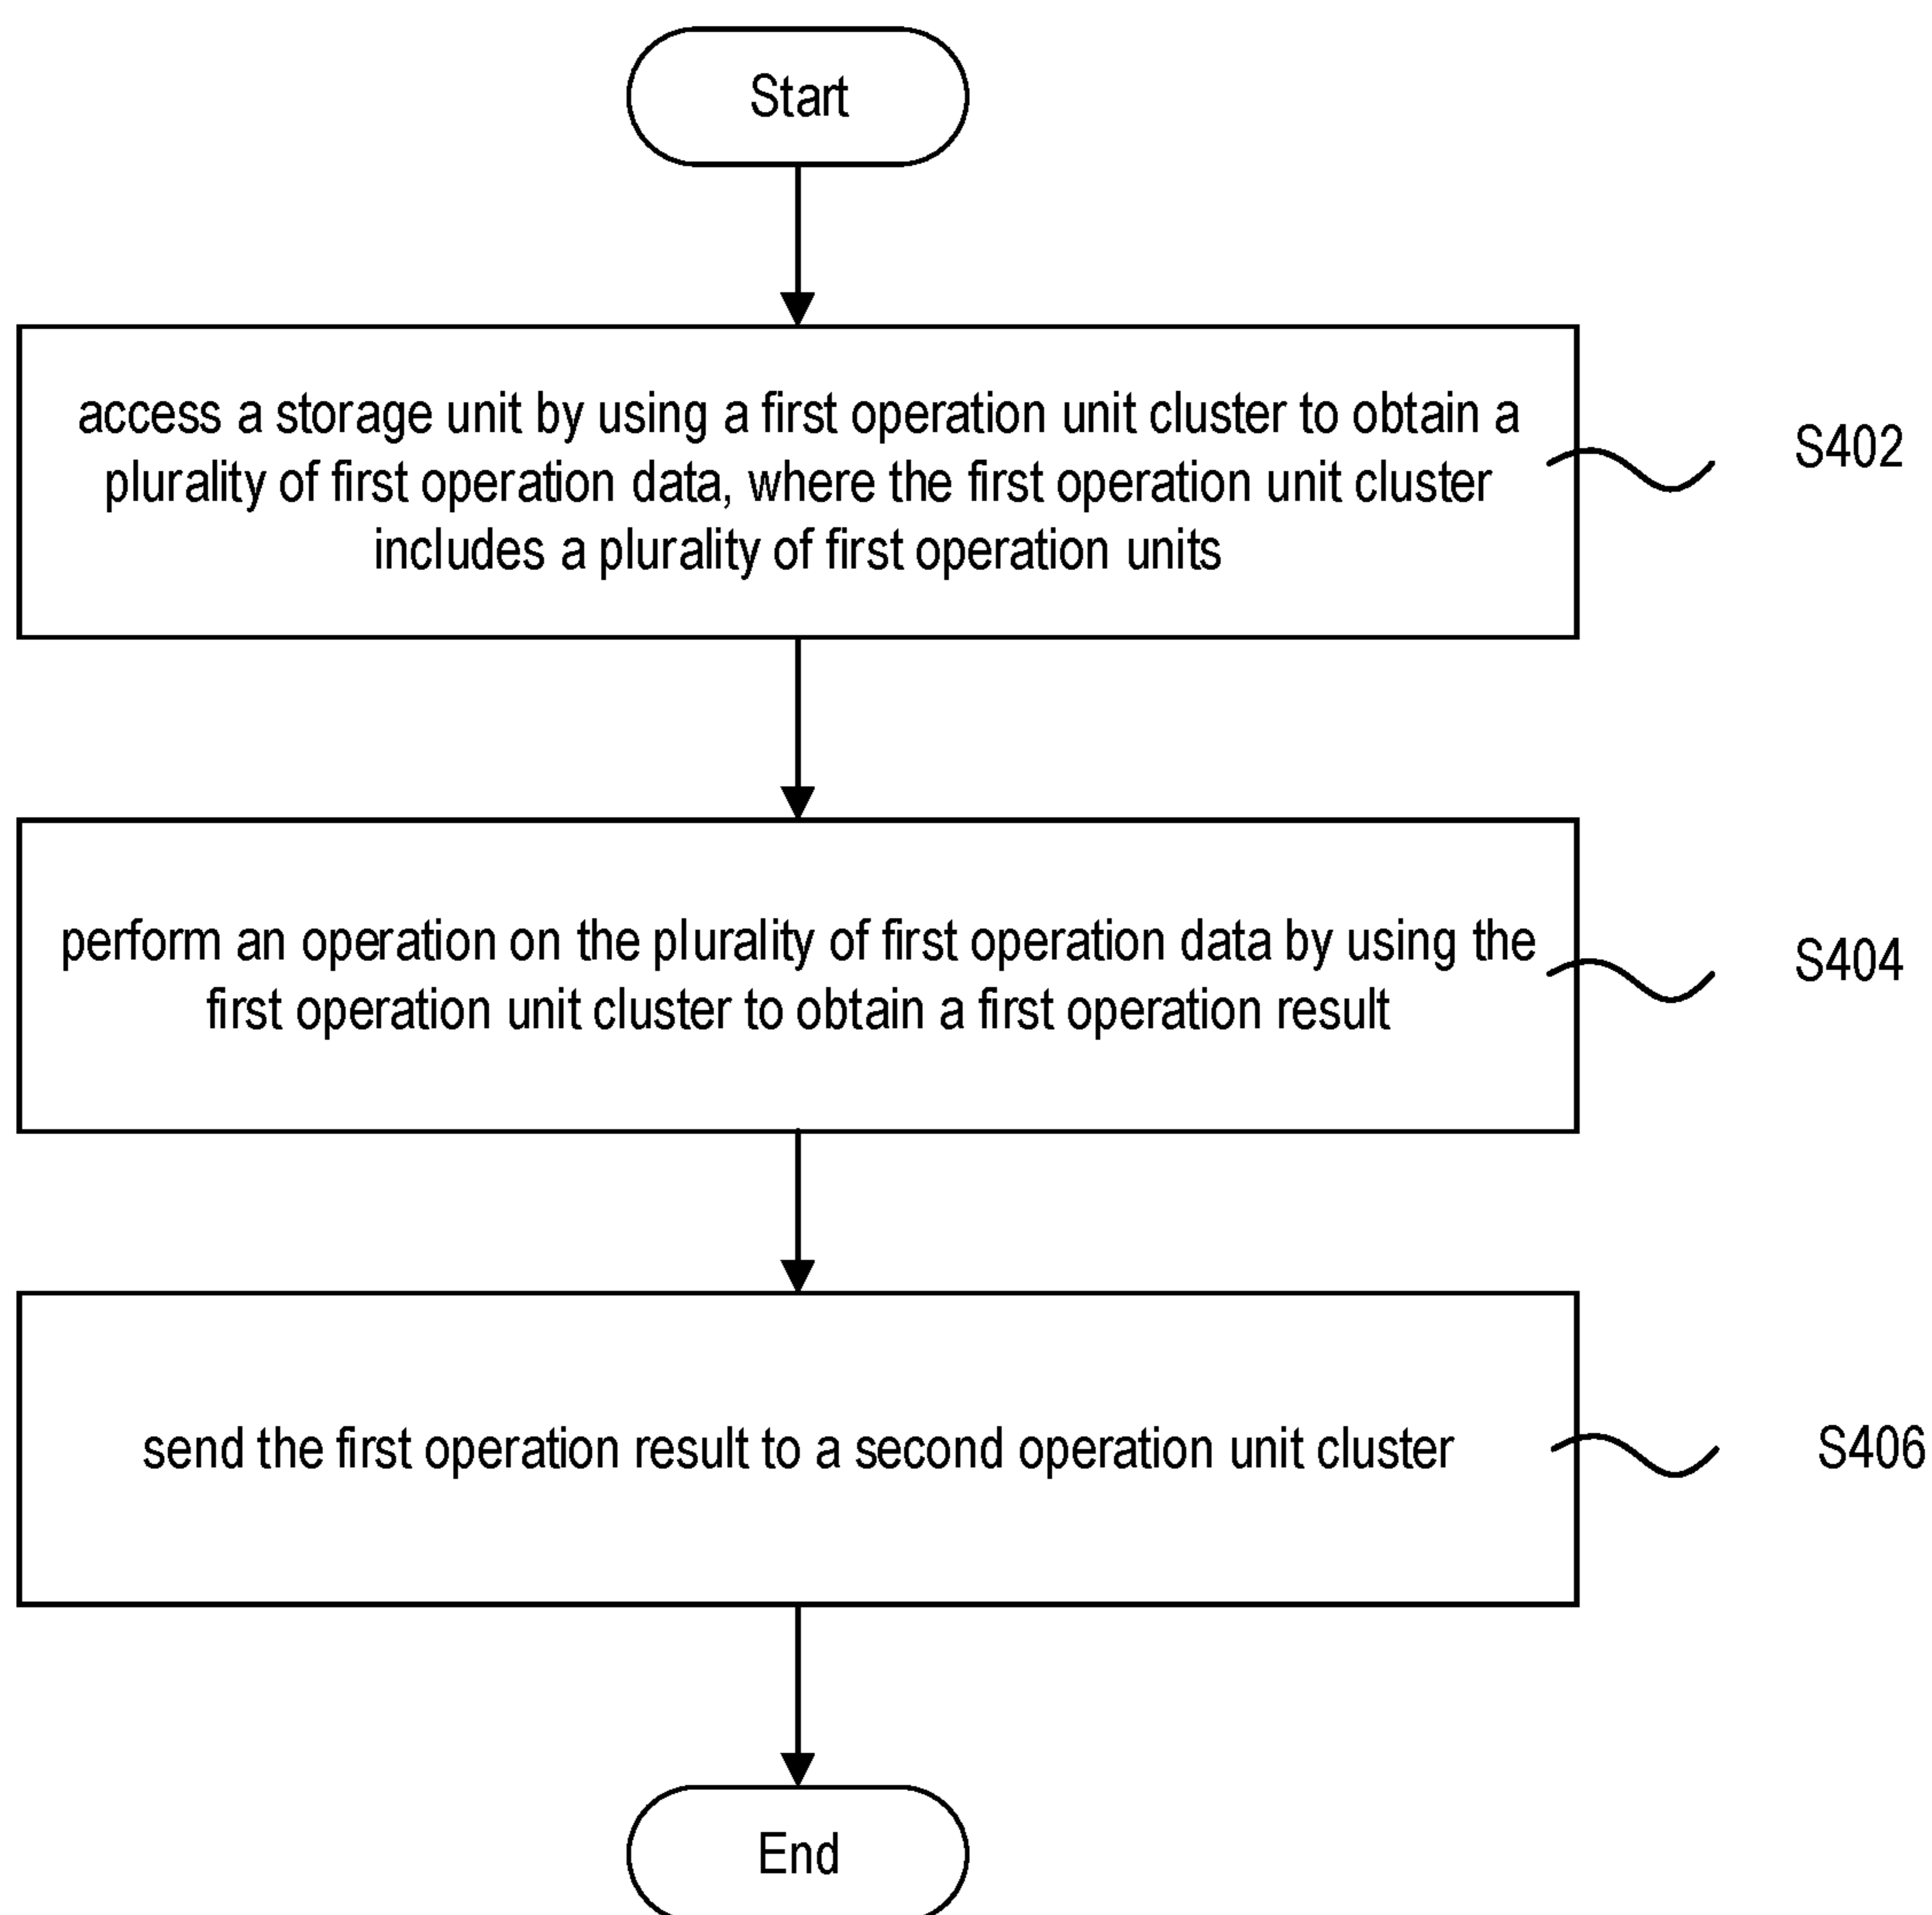 Start
access a storage unit by using a first operation unit cluster to obtain a
plurality of first operation data, where the first operation unit cluster
includes a plurality of first operation units
S402
perform an operation on the plurality of first operation data by using the
first operation unit cluster to obtain a first operation result
S404
send the first operation result to a second operation unit cluster
S406
End